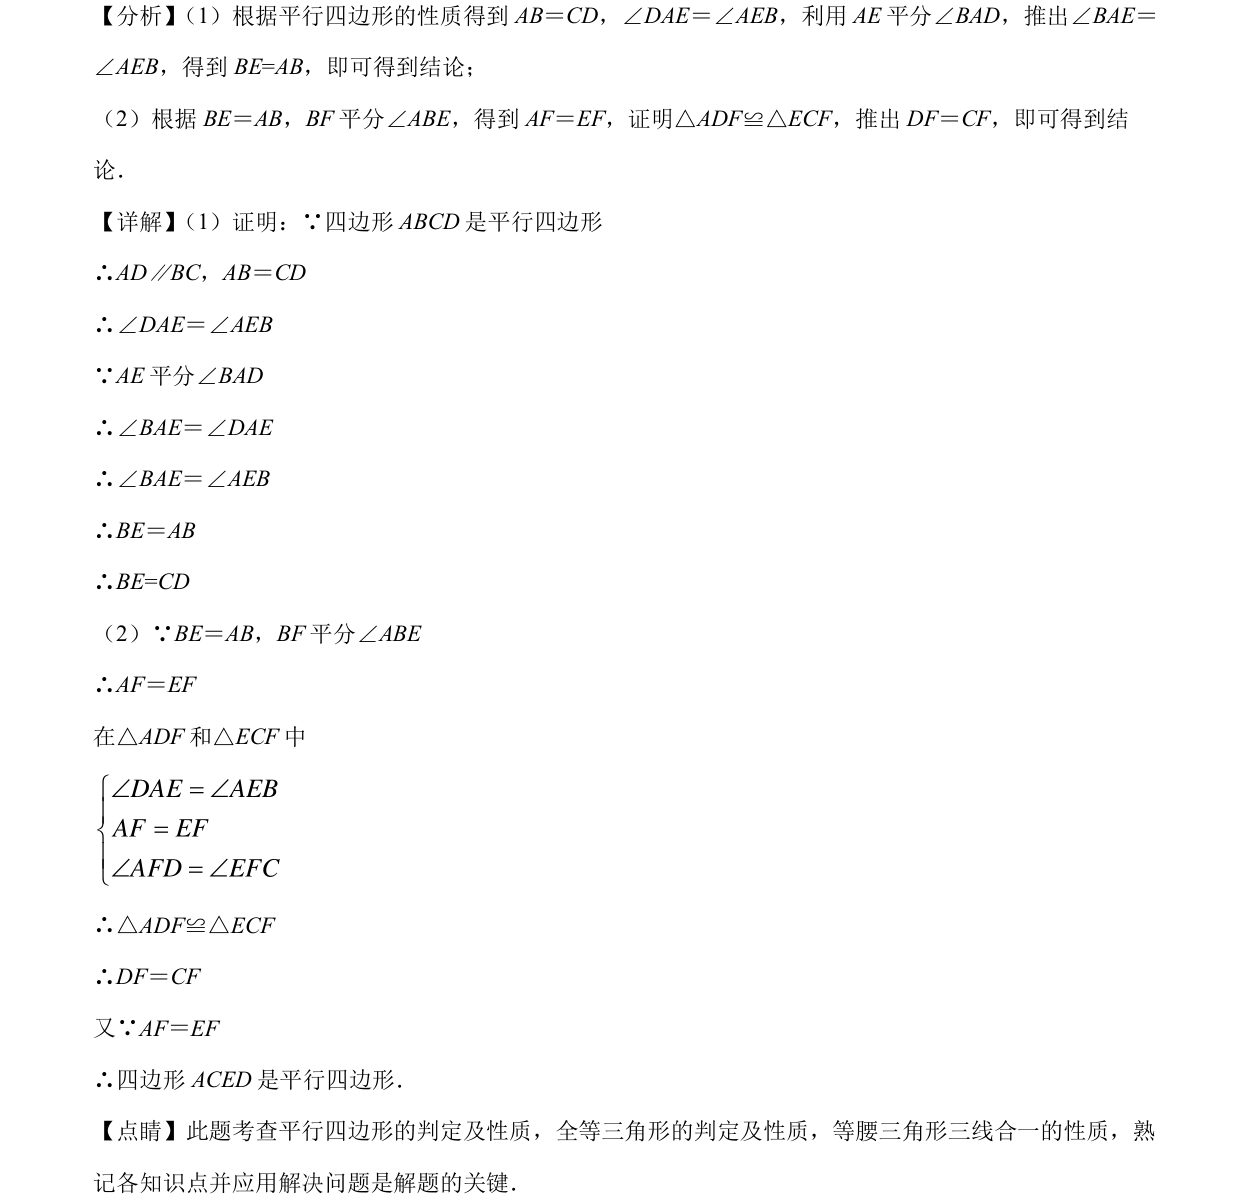 【分析】（1）根据平行四边形的性质得到 AB＝CD，∠DAE＝∠AEB，利用 AE 平分∠BAD，推出∠BAE＝
∠AEB，得到 BE=AB，即可得到结论；
（2）根据 BE＝AB，BF 平分∠ABE，得到 AF＝EF，证明△ADF≌△ECF，推出 DF＝CF，即可得到结
论．
【详解】（1）证明：∵四边形 ABCD 是平行四边形
∴AD∥BC，AB＝CD
∴∠DAE＝∠AEB
∵AE 平分∠BAD
∴∠BAE＝∠DAE
∴∠BAE＝∠AEB
∴BE＝AB
∴BE=CD
（2）∵BE＝AB，BF 平分∠ABE
∴AF＝EF
在△ADF 和△ECF 中
∠DAE = ∠AEB
AF = EF
∠AFD = ∠EFC
∴△ADF≌△ECF
∴DF＝CF
又∵AF＝EF
∴四边形 ACED 是平行四边形．
【点睛】此题考查平行四边形的判定及性质，全等三角形的判定及性质，等腰三角形三线合一的性质，熟
记各知识点并应用解决问题是解题的关键．